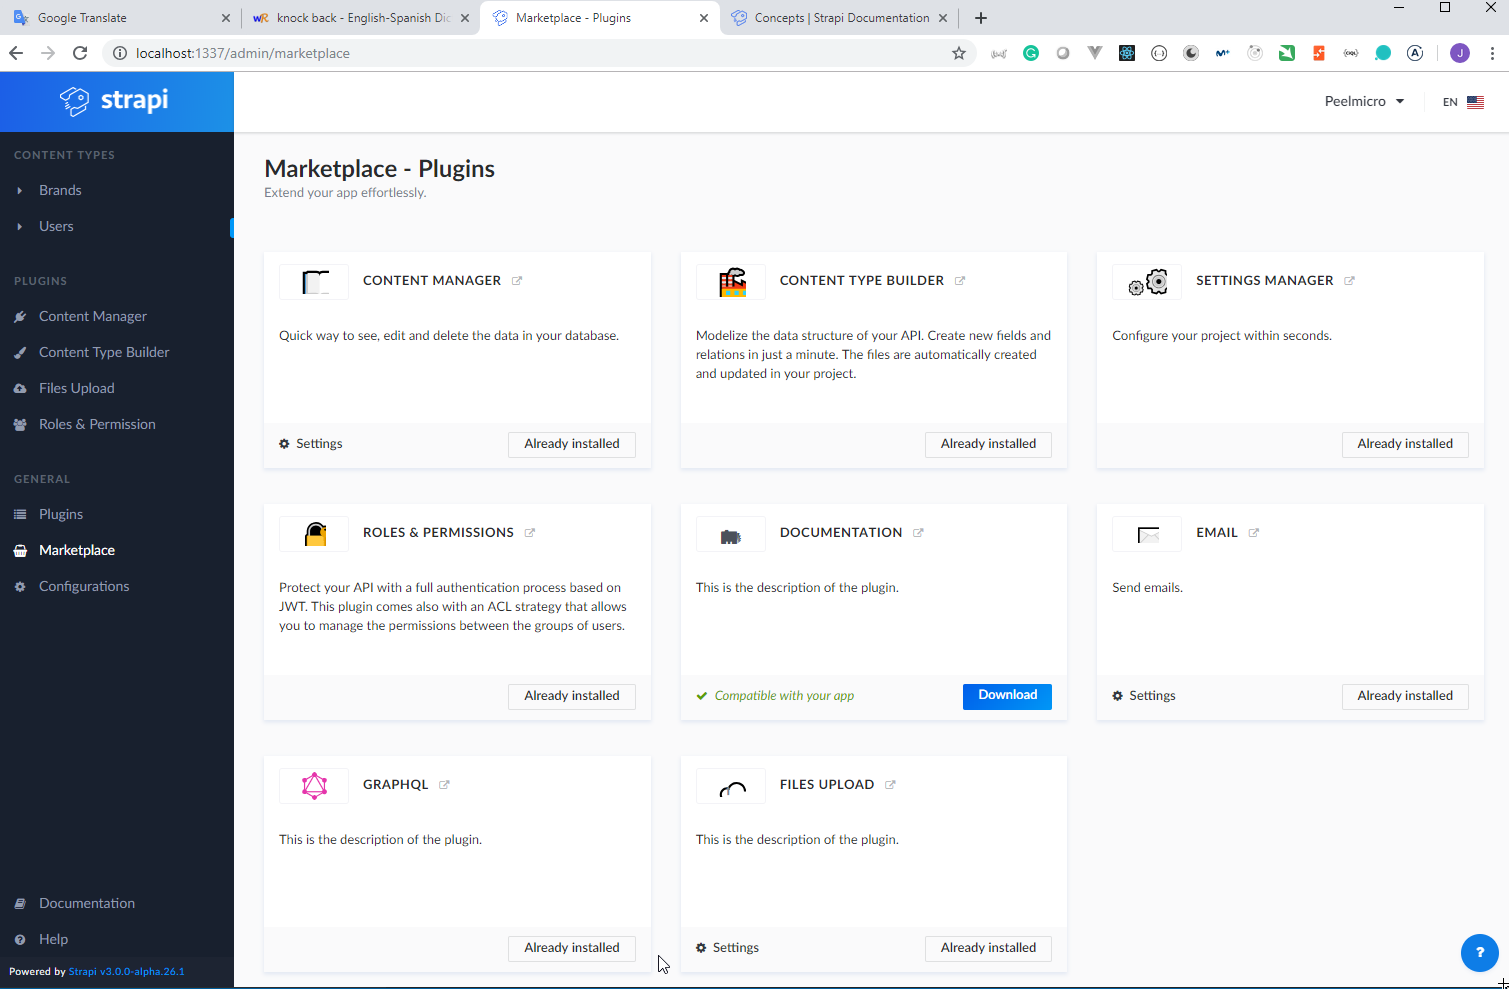 Google Translate
knock back - English-Spanish Dic
Marketplace - Plugins
Concepts | Strapi Documentation
localhost:1337/admin/marketplace
strapi
Peelmicro
EN
CONTENT TYPES
Brands
Users
PLUGINS
Content Manager
Content Type Builder
Files Upload
Roles & Permission
GENERAL
Plugins
Marketplace
Configurations
Documentation
Help
Powered by Strapi v3.0.0-alpha.26.1
Marketplace - Plugins
Extend your app effortlessly.
CONTENT MANAGER
Quick way to see, edit and delete the data in your database.
Settings
Already installed
CONTENT TYPE BUILDER
Modelize the data structure of your API. Create new fields and
relations in just a minute. The files are automatically created
and updated in your project.
Already installed
SETTINGS MANAGER
Configure your project within seconds.
Already installed
ROLES & PERMISSIONS
Protect your API with a full authentication process based on
JWT. This plugin comes also with an ACL strategy that allows
you to manage the permissions between the groups of users.
Already installed
DOCUMENTATION
This is the description of the plugin.
Compatible with your app
Download
EMAIL
Send emails.
Settings
Already installed
GRAPHQL
This is the description of the plugin.
Already installed
FILES UPLOAD
This is the description of the plugin.
Settings
Already installed
?